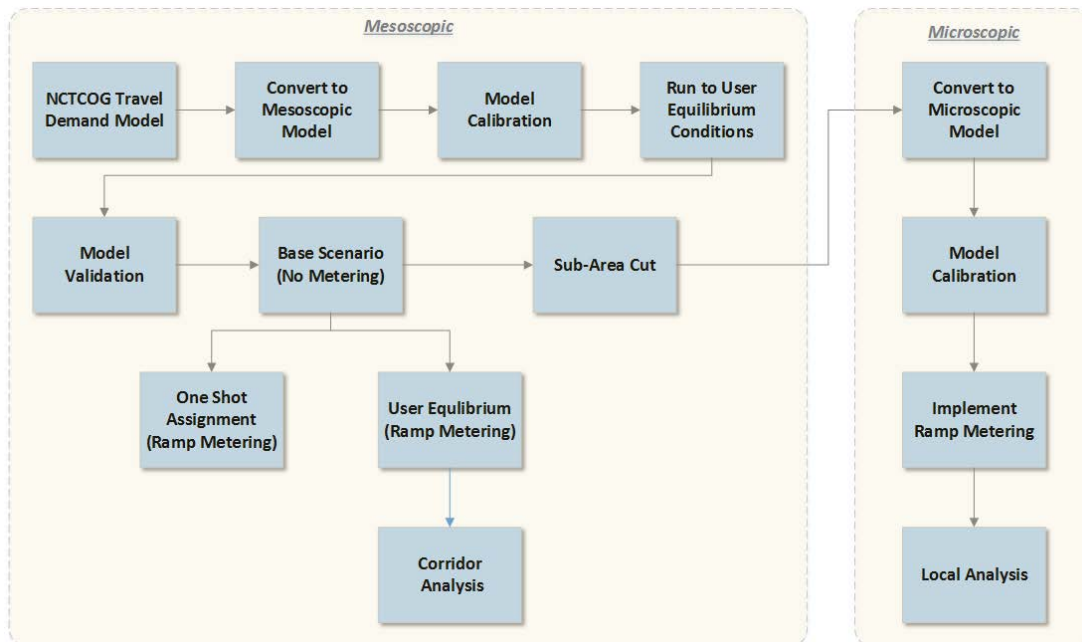 Mesoscopic
Microscopic
NCTCOG Travel
Demand Model
Convert to
Mesoscopic
Model
Model
Calibration
Run to User
Equilibrium
Conditions
Convert to
Microscopic
Model
Model
Validation
Base Scenario
(No Metering)
Sub-Area Cut
Model
Calibration
One Shot
Assignment
(Ramp Metering)
User Equlibrium
(Ramp Metering)
Implement
Ramp Metering
Corridor
Analysis
Local Analysis